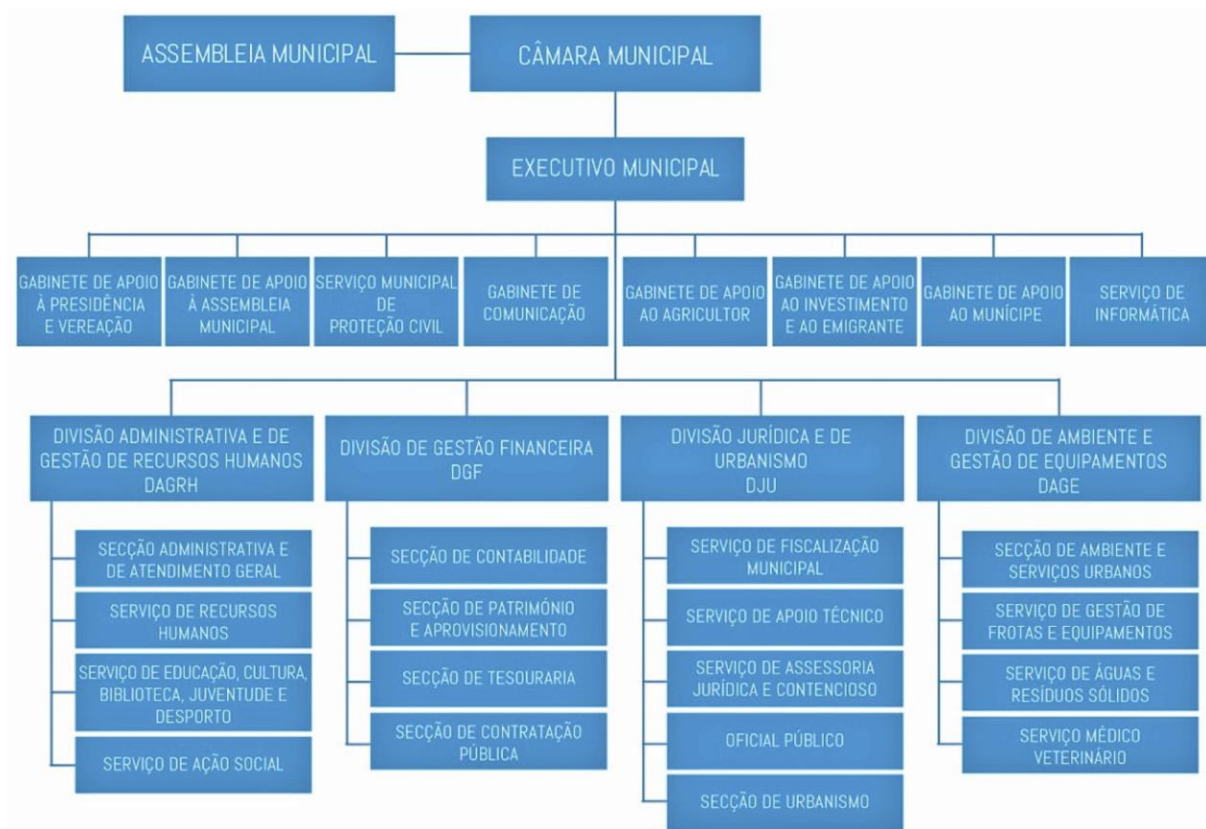 ASSEMBLEIA MUNICIPAL
CÂMARA MUNICIPAL
EXECUTIVO MUNICIPAL
GABINETE DE APOIO
À PRESIDÊNCIA
E VEREAÇÃO
GABINETE DE APOIO
À ASSEMBLEIA
MUNICIPAL
SERVIÇO MUNICIPAL
DE
PROTEÇÃO CIVIL
GABINETE DE
COMUNICAÇÃO
GABINETE DE APOIO
AO AGRICULTOR
GABINETE DE APOIO
AO INVESTIMENTO
E AO EMIGRANTE
GABINETE DE APOIO
AO MUNÍCIPE
SERVIÇO DE
INFORMÁTICA
DIVISÃO ADMINISTRATIVA E DE
GESTÃO DE RECURSOS HUMANOS
DAGRH
SECÇÃO ADMINISTRATIVA E
DE ATENDIMENTO GERAL
SERVIÇO DE RECURSOS
HUMANOS
SERVIÇO DE EDUCAÇÃO, CULTURA,
BIBLIOTECA, JUVENTUDE E
DESPORTO
SERVIÇO DE AÇÃO SOCIAL
DIVISÃO DE GESTÃO FINANCEIRA
DGF
SECÇÃO DE CONTABILIDADE
SECÇÃO DE PATRIMÓNIO
E APROVISIONAMENTO
SECÇÃO DE TESOURARIA
SECÇÃO DE CONTRATAÇÃO
PÚBLICA
DIVISÃO JURÍDICA E DE
URBANISMO
DJU
SERVIÇO DE FISCALIZAÇÃO
MUNICIPAL
SERVIÇO DE APOIO TÉCNICO
SERVIÇO DE ASSESSORIA
JURÍDICA E CONTENCIOSO
OFICIAL PÚBLICO
SECÇÃO DE URBANISMO
DIVISÃO DE AMBIENTE E
GESTÃO DE EQUIPAMENTOS
DAGE
SECÇÃO DE AMBIENTE E
SERVIÇOS URBANOS
SERVIÇO DE GESTÃO DE
FROTAS E EQUIPAMENTOS
SERVIÇO DE ÁGUAS E
RESÍDUOS SÓLIDOS
SERVIÇO MÉDICO
VETERINÁRIO